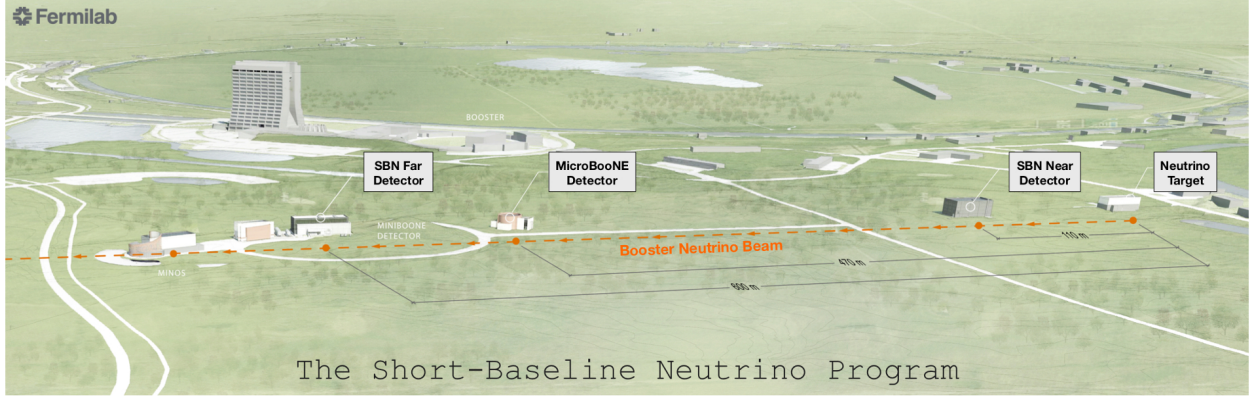 Fermilab
BOOSTER
SBN Far
Detector
MicroBooNE
Detector
SBN Near
Detector
Neutrino
Target
MINIBOONE
DETECTOR
Booster Neutrino Beam
110 m
470 m
600 m
MINOS
The Short-Baseline Neutrino Program